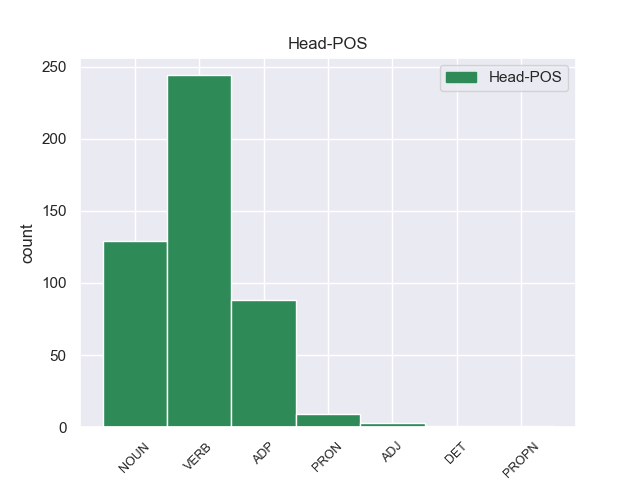 Head-POS
Head-POS
250
200
150
100
50
0
count
NOUN
VERB
ADP
PRON
ADJ
DET
PROPN